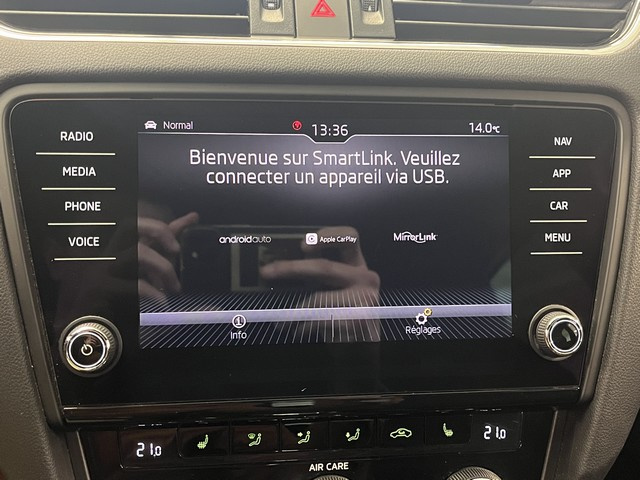 Normal
13:36
14.0°C
RADIO
MEDIA
PHONE
VOICE
Bienvenue sur SmartLink. Veuillez
connecter un appareil via USB.
androidauto
Apple CarPlay
MirrorLink
Info
Réglages
NAV
APP
CAR
MENU
21.0
21.0
AIR CARE